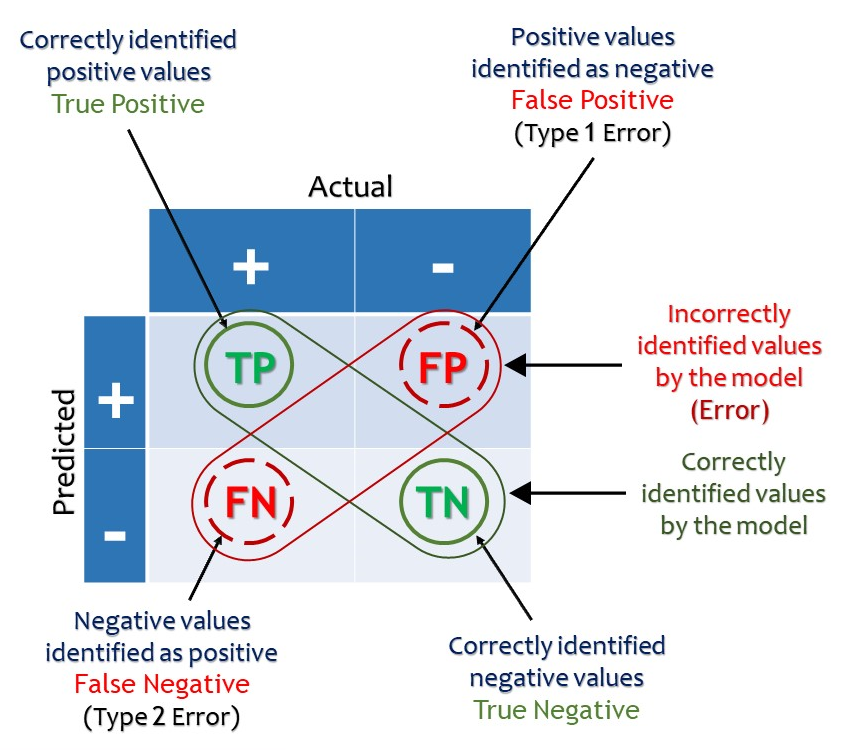 Correctly identified
positive values
True Positive
Positive values
identified as negative
False Positive
(Type 1 Error)
Actual
+
-
Predicted
+
-
TP
FP
FN
TN
Incorrectly
identified values
by the model
(Error)
Correctly
identified values
by the model
Negative values
identified as positive
False Negative
(Type 2 Error)
Correctly identified
negative values
True Negative